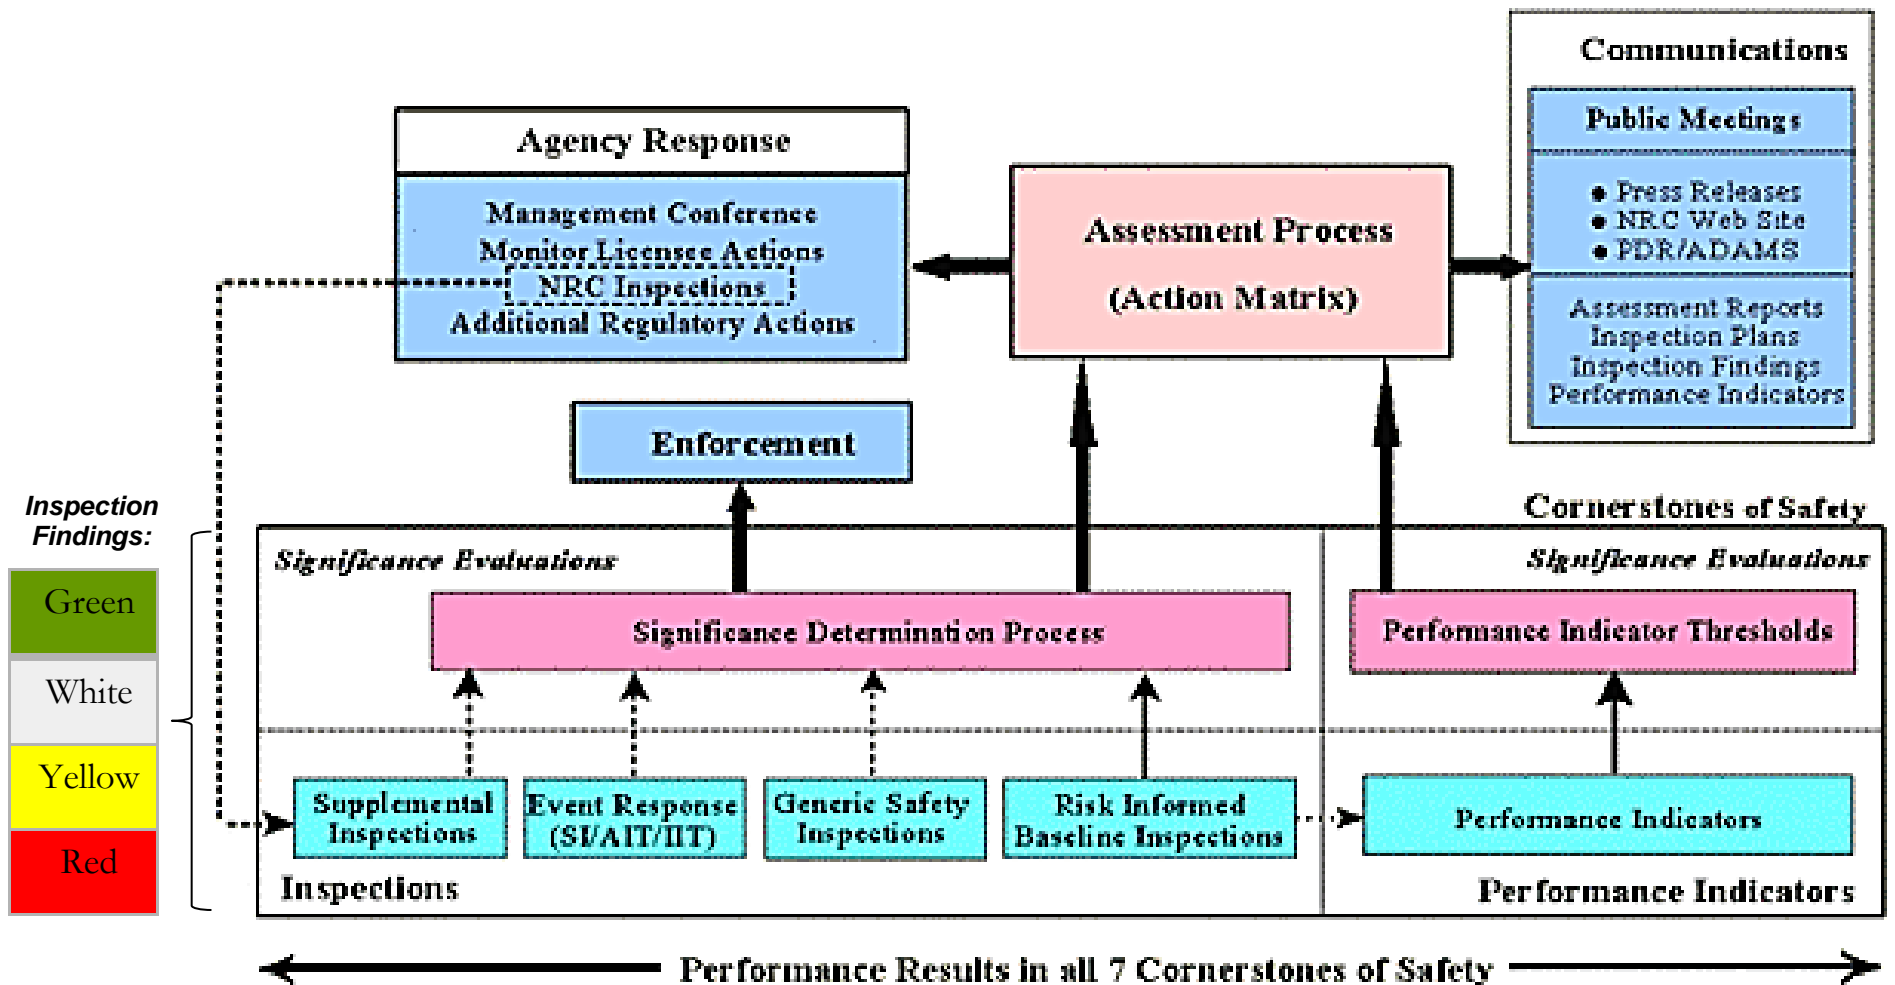 Communications
Public Meetings
● Press Releases
● NRC Web Site
● PDR/ADAMS
Assessment Reports
Inspection Plans
Inspection Findings
Performance Indicators
Agency Response
Management Conference
Monitor Licensee Actions
NRC Inspections
Additional Regulatory Actions
Assessment Process
(Action Matrix)
Enforcement
Inspection
Findings:
Green
White
Yellow
Red
Cornerstones of Safety
Significance Evaluations
Significance Evaluations
Significance Determination Process
Performance Indicator Thresholds
Supplemental
Inspections
Event Response
(SI/AIT/IIT)
Generic Safety
Inspections
Risk Informed
Baseline Inspections
Performance Indicators
Inspections
Performance Indicators
Performance Results in all 7 Cornerstones of Safety